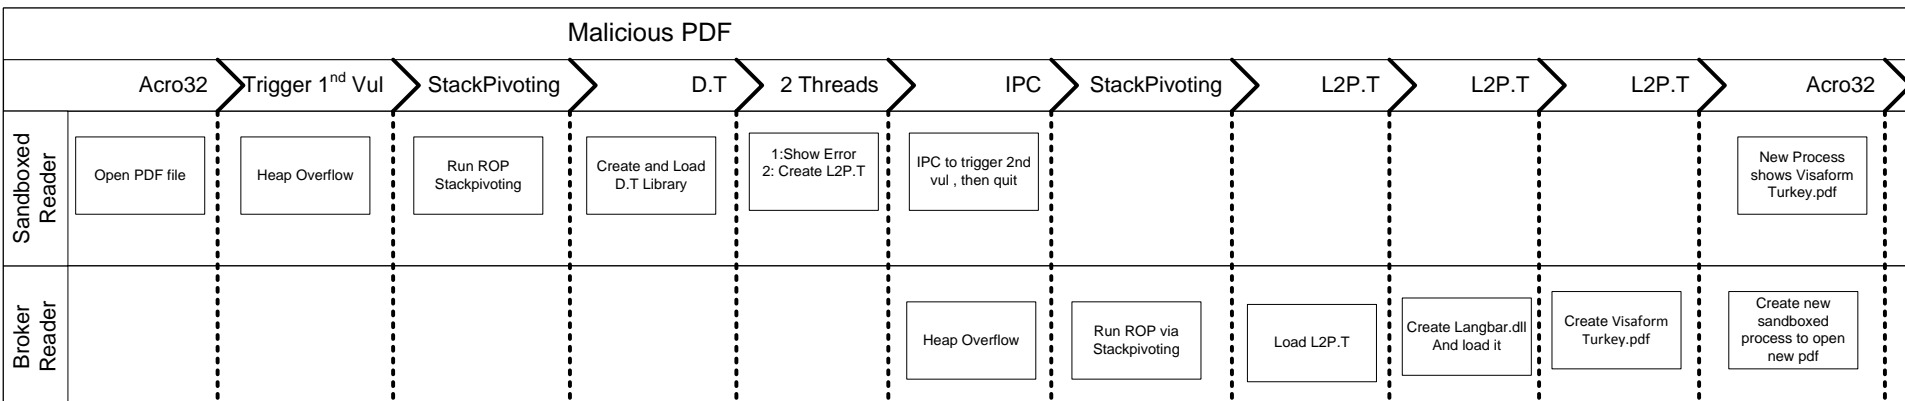 Malicious PDF
Acro32
Trigger 1nd Vul
StackPivoting
D.T
2 Threads
IPC
StackPivoting
L2P.T
L2P.T
L2P.T
Acro32
Sandboxed
Reader
Open PDF file
Heap Overflow
Run ROP
Stackpivoting
Create and Load
D.T Library
1:Show Error
2: Create L2P.T
IPC to trigger 2nd
vul , then quit
New Process
shows Visaform
Turkey.pdf
Broker
Reader
Heap Overflow
Run ROP via
Stackpivoting
Load L2P.T
Create Langbar.dll
And load it
Create Visaform
Turkey.pdf
Create new
sandboxed
process to open
new pdf